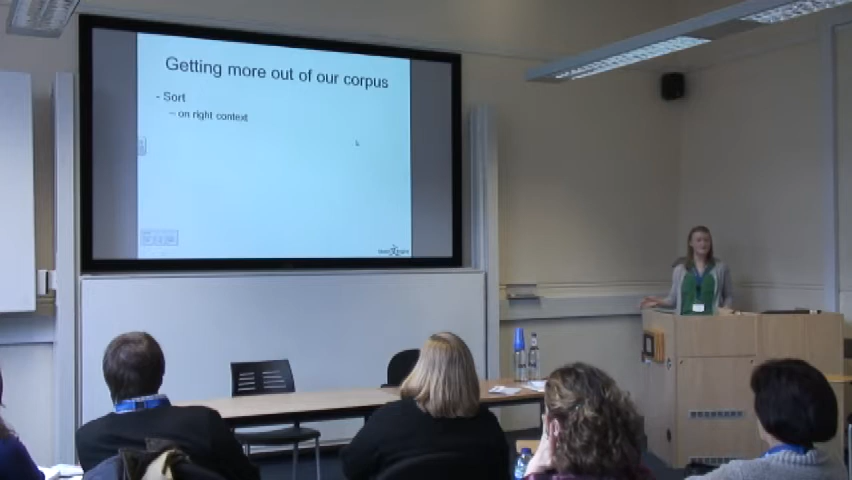 Getting more out of our corpus
- Sort
– on right context